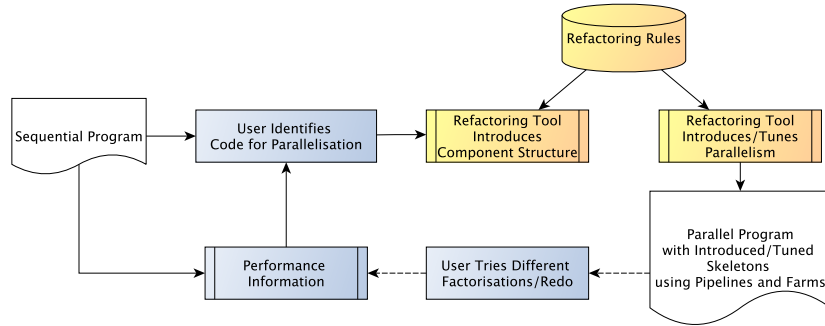 Refactoring Rules
Sequential Program
User Identifies
Code for Parallelisation
Refactoring Tool
Introduces
Component Structure
Refactoring Tool
Introduces/Tunes
Parallelism
Performance
Information
User Tries Different
Factorisations/Redo
Parallel Program
with Introduced/Tuned
Skeletons
using Pipelines and Farms